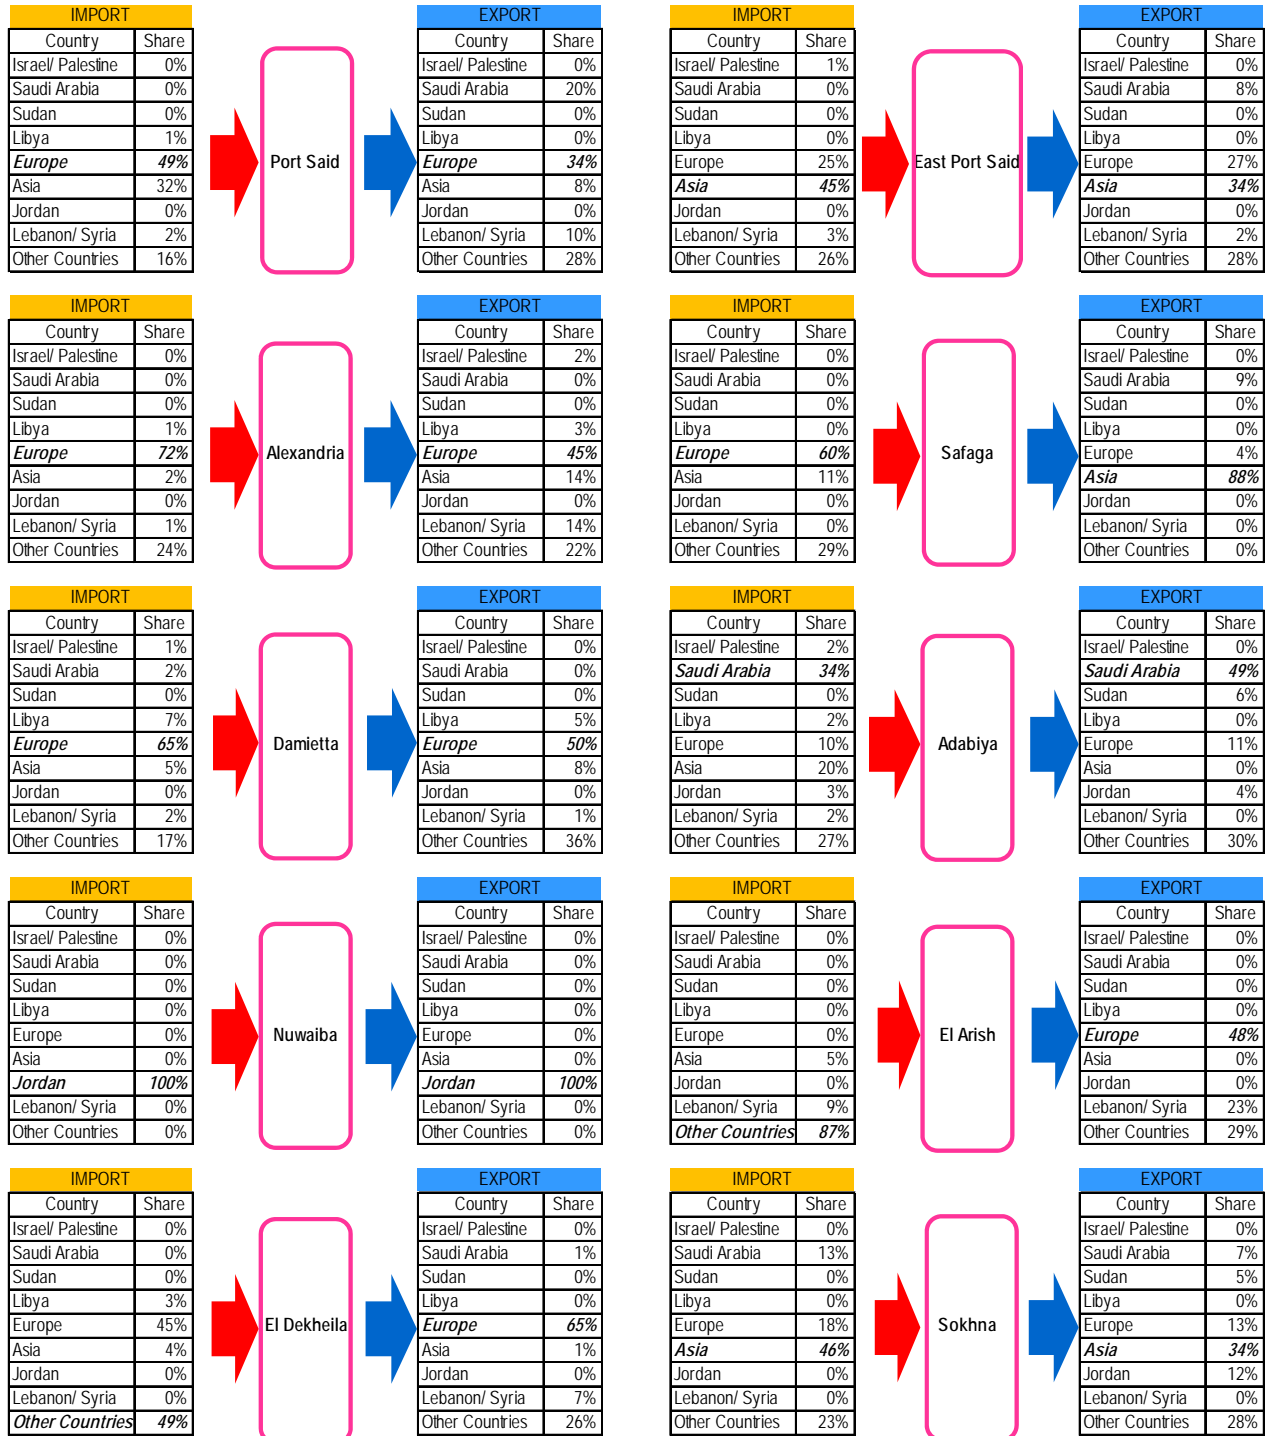 IMPORT
Country Share
Israel/ Palestine 0%
Saudi Arabia 0%
Sudan 0%
Libya 1%
Europe 49%
Asia 32%
Jordan 0%
Lebanon/ Syria 2%
Other Countries 16%
Port Said
EXPORT
Country Share
Israel/ Palestine 0%
Saudi Arabia 20%
Sudan 0%
Libya 0%
Europe 34%
Asia 8%
Jordan 0%
Lebanon/ Syria 10%
Other Countries 28%
IMPORT
Country Share
Israel/ Palestine 1%
Saudi Arabia 0%
Sudan 0%
Libya 0%
Europe 25%
Asia 45%
Jordan 0%
Lebanon/ Syria 3%
Other Countries 26%
East Port Said
EXPORT
Country Share
Israel/ Palestine 0%
Saudi Arabia 8%
Sudan 0%
Libya 0%
Europe 27%
Asia 34%
Jordan 0%
Lebanon/ Syria 2%
Other Countries 28%
IMPORT
Country Share
Israel/ Palestine 0%
Saudi Arabia 0%
Sudan 0%
Libya 1%
Europe 72%
Asia 2%
Jordan 0%
Lebanon/ Syria 1%
Other Countries 24%
Alexandria
EXPORT
Country Share
Israel/ Palestine 2%
Saudi Arabia 0%
Sudan 0%
Libya 3%
Europe 45%
Asia 14%
Jordan 0%
Lebanon/ Syria 14%
Other Countries 22%
IMPORT
Country Share
Israel/ Palestine 0%
Saudi Arabia 0%
Sudan 0%
Libya 0%
Europe 60%
Asia 11%
Jordan 0%
Lebanon/ Syria 0%
Other Countries 29%
Safaga
EXPORT
Country Share
Israel/ Palestine 0%
Saudi Arabia 9%
Sudan 0%
Libya 0%
Europe 4%
Asia 88%
Jordan 0%
Lebanon/ Syria 0%
Other Countries 0%
IMPORT
Country Share
Israel/ Palestine 1%
Saudi Arabia 2%
Sudan 0%
Libya 7%
Europe 65%
Asia 5%
Jordan 0%
Lebanon/ Syria 2%
Other Countries 17%
Damietta
EXPORT
Country Share
Israel/ Palestine 0%
Saudi Arabia 0%
Sudan 0%
Libya 5%
Europe 50%
Asia 8%
Jordan 0%
Lebanon/ Syria 1%
Other Countries 36%
IMPORT
Country Share
Israel/ Palestine 2%
Saudi Arabia 34%
Sudan 0%
Libya 2%
Europe 10%
Asia 20%
Jordan 3%
Lebanon/ Syria 2%
Other Countries 27%
Adabiya
EXPORT
Country Share
Israel/ Palestine 0%
Saudi Arabia 49%
Sudan 6%
Libya 0%
Europe 11%
Asia 0%
Jordan 4%
Lebanon/ Syria 0%
Other Countries 30%
IMPORT
Country Share
Israel/ Palestine 0%
Saudi Arabia 0%
Sudan 0%
Libya 0%
Europe 0%
Asia 0%
Jordan 100%
Lebanon/ Syria 0%
Other Countries 0%
Nuwaiba
EXPORT
Country Share
Israel/ Palestine 0%
Saudi Arabia 0%
Sudan 0%
Libya 0%
Europe 0%
Asia 0%
Jordan 100%
Lebanon/ Syria 0%
Other Countries 0%
IMPORT
Country Share
Israel/ Palestine 0%
Saudi Arabia 0%
Sudan 0%
Libya 0%
Europe 0%
Asia 5%
Jordan 0%
Lebanon/ Syria 9%
Other Countries 87%
El Arish
EXPORT
Country Share
Israel/ Palestine 0%
Saudi Arabia 0%
Sudan 0%
Libya 0%
Europe 48%
Asia 0%
Jordan 0%
Lebanon/ Syria 23%
Other Countries 29%
IMPORT
Country Share
Israel/ Palestine 0%
Saudi Arabia 0%
Sudan 0%
Libya 3%
Europe 45%
Asia 4%
Jordan 0%
Lebanon/ Syria 0%
Other Countries 49%
El Dekheila
EXPORT
Country Share
Israel/ Palestine 0%
Saudi Arabia 1%
Sudan 0%
Libya 0%
Europe 65%
Asia 1%
Jordan 0%
Lebanon/ Syria 7%
Other Countries 26%
IMPORT
Country Share
Israel/ Palestine 0%
Saudi Arabia 13%
Sudan 0%
Libya 0%
Europe 18%
Asia 46%
Jordan 0%
Lebanon/ Syria 0%
Other Countries 23%
Sokhna
EXPORT
Country Share
Israel/ Palestine 0%
Saudi Arabia 7%
Sudan 5%
Libya 0%
Europe 13%
Asia 34%
Jordan 12%
Lebanon/ Syria 0%
Other Countries 28%